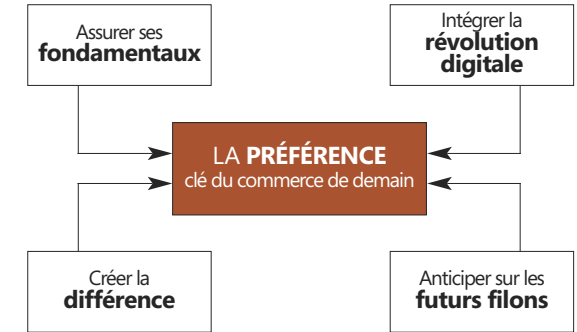 Assurer ses
fondamentaux
Intégrer la
révolution
digitale
LA PRÉFÉRENCE
clé du commerce de demain
Créer la
différence
Anticiper sur les
futurs filons